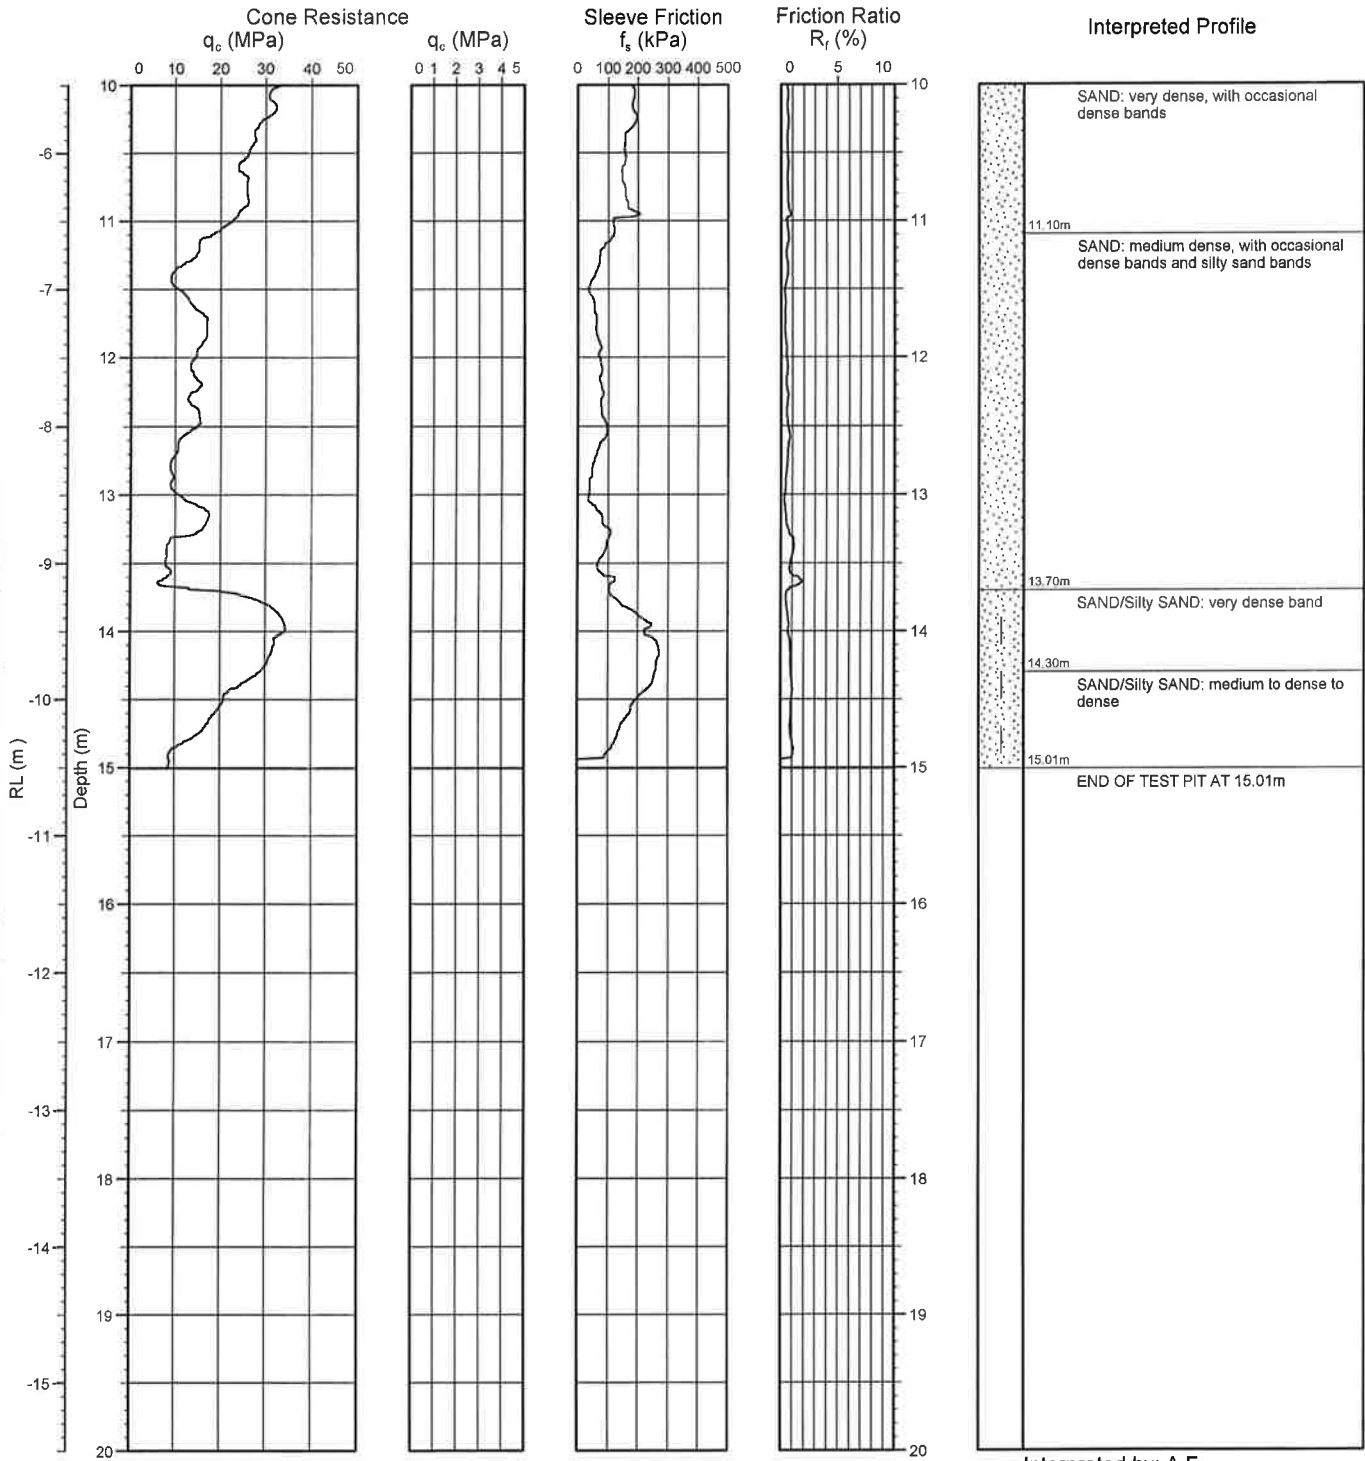 Cone Resistance
qc (MPa)
qc (MPa)
Sleeve Friction
fs (kPa)
Friction Ratio
Rf (%)
Interpreted Profile
0 10 20 30 40 50
0 1 2 3 4 5
0 100 200 300 400 500
0 5 10
RL (m )
-6
-7
-8
-9
-10
-11
-12
-13
-14
-15
Depth (m)
10
11
12
13
14
15
16
17
18
19
20
10
11
12
13
14
15
16
17
18
19
20
SAND: very dense, with occasional
dense bands
11.10m
SAND: medium dense, with occasional
dense bands and silty sand bands
13.70m
SAND/Silty SAND: very dense band
14.30m
SAND/Silty SAND: medium to dense to
dense
15.01m
END OF TEST PIT AT 15.01m